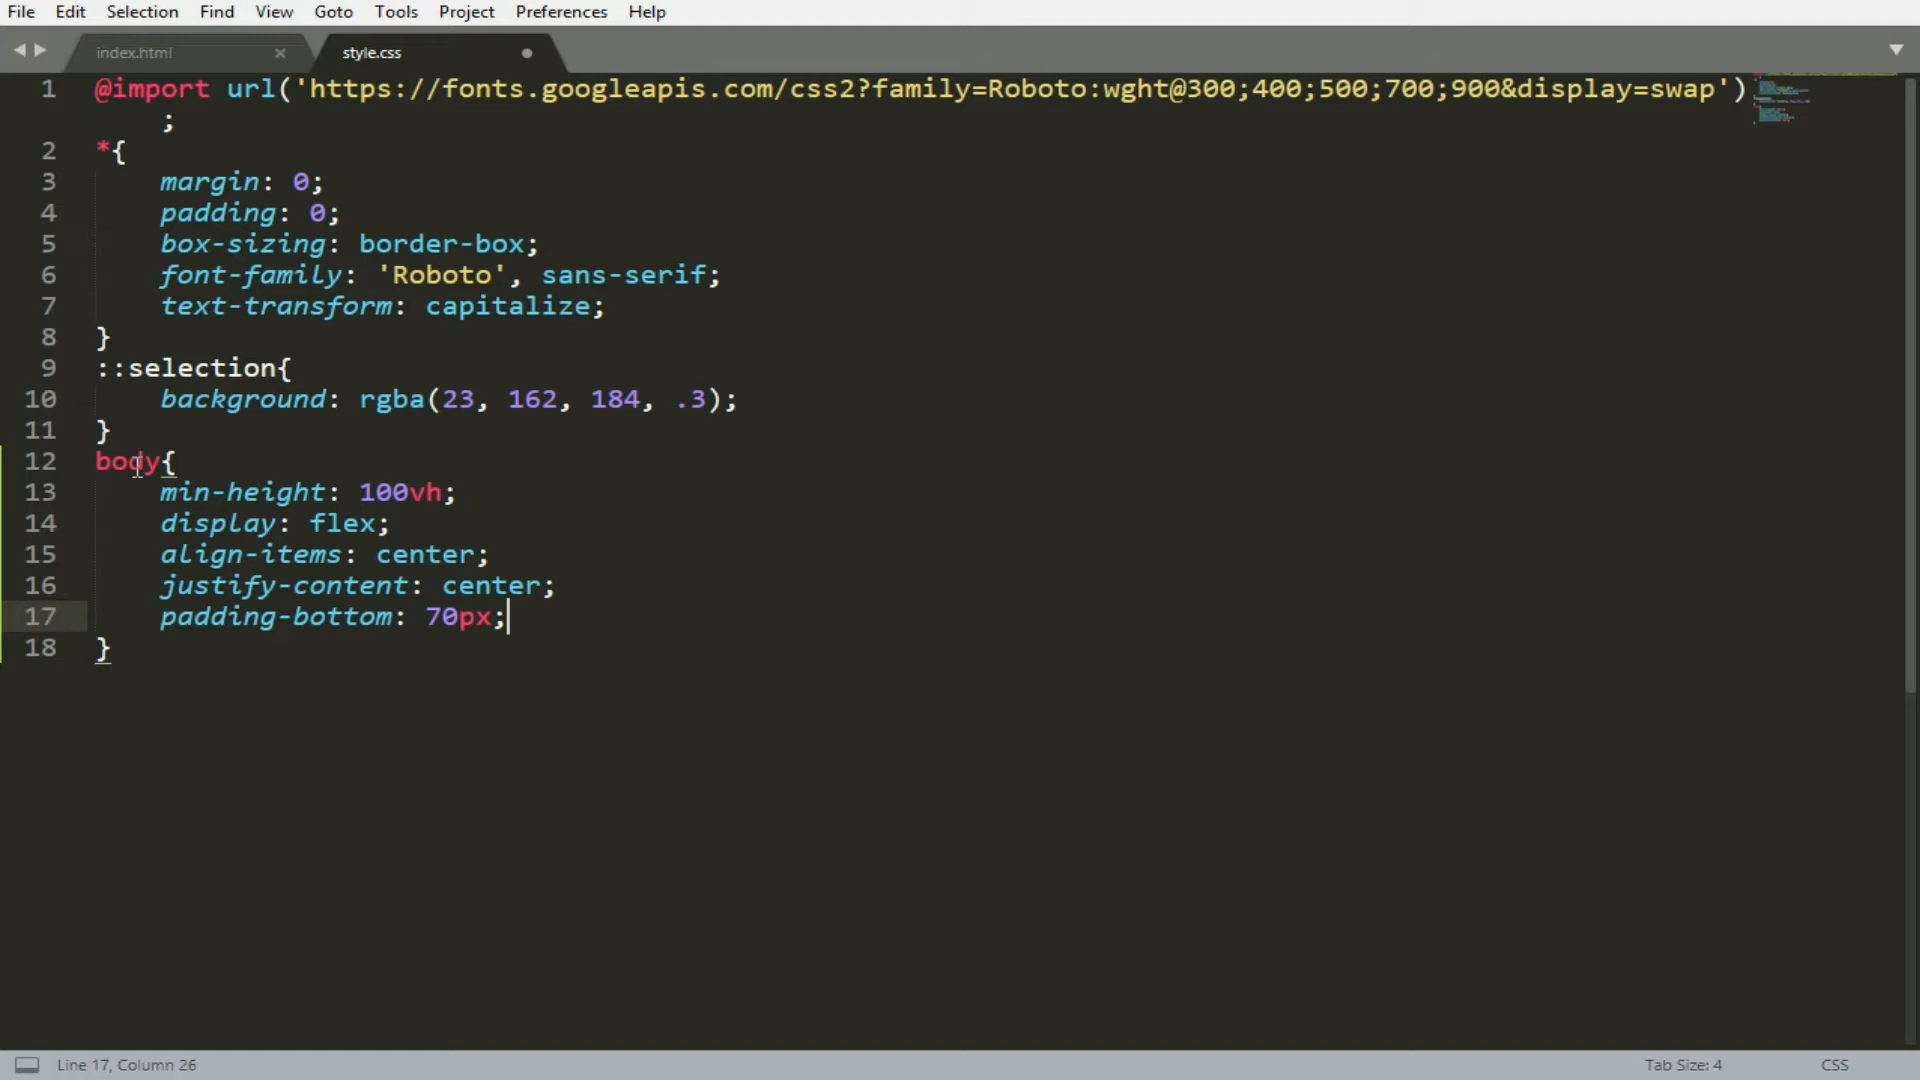 File Edit Selection Find View Goto Tools Project Preferences Help
index.html × style.css
1 @import url('https://fonts.googleapis.com/css2?family=Roboto:wght@300;400;500;700;900&display=swap')
;
2 *{
3 margin: 0;
4 padding: 0;
5 box-sizing: border-box;
6 font-family: 'Roboto', sans-serif;
7 text-transform: capitalize;
8 }
9 ::selection{
10 background: rgba(23, 162, 184, .3);
11 }
12 body{
13 min-height: 100vh;
14 display: flex;
15 align-items: center;
16 justify-content: center;
17 padding-bottom: 70px;
18 }
Line 17, Column 26 Tab Size: 4 CSS